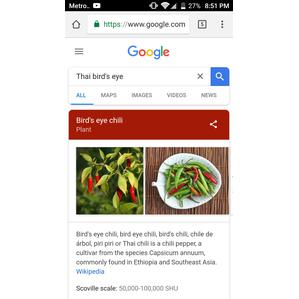 Metro.. 27% 8:51 PM
https://www.google.com 5
Google
Thai bird's eye
ALL MAPS IMAGES VIDEOS NEWS
Bird's eye chili
Plant
Bird's eye chili, bird eye chili, bird's chili, chile de
árbol, piri piri or Thai chili is a chili pepper, a
cultivar from the species Capsicum annuum,
commonly found in Ethiopia and Southeast Asia.
Wikipedia
Scoville scale: 50,000-100,000 SHU